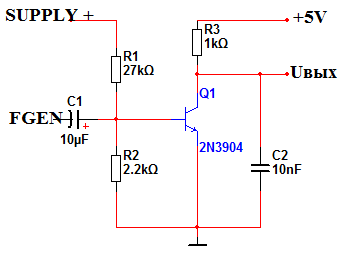 SUPPLY +
+5V
R3
1kΩ
R1
27kΩ
Uвых
Q1
FGEN
C1
+
10µF
2N3904
R2
2.2kΩ
C2
10nF